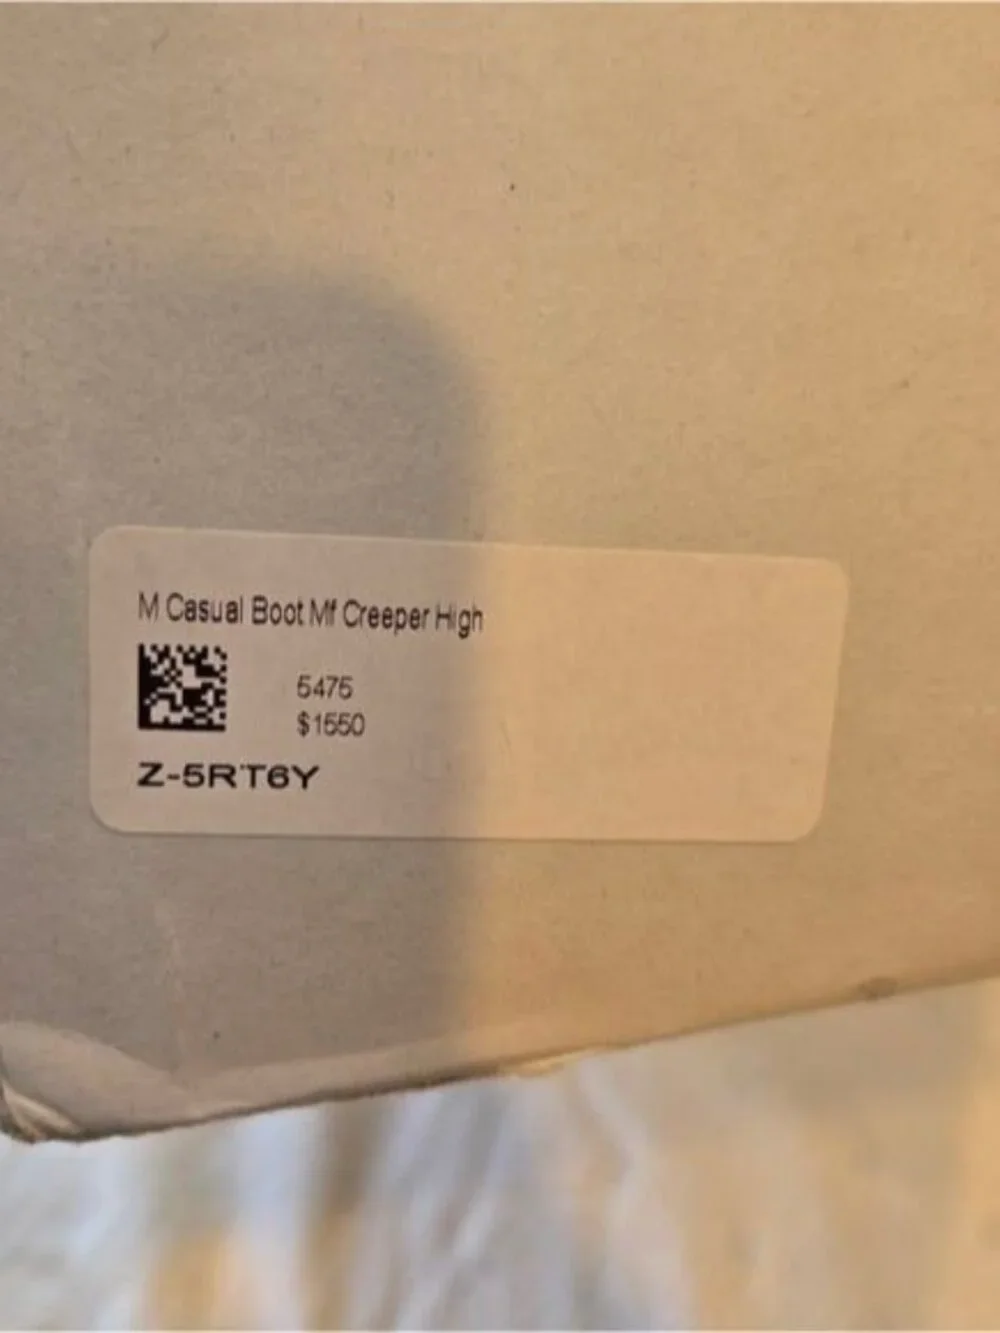 M Casual Boot Mf Creeper High
5475
$1550
Z-5RT6Y